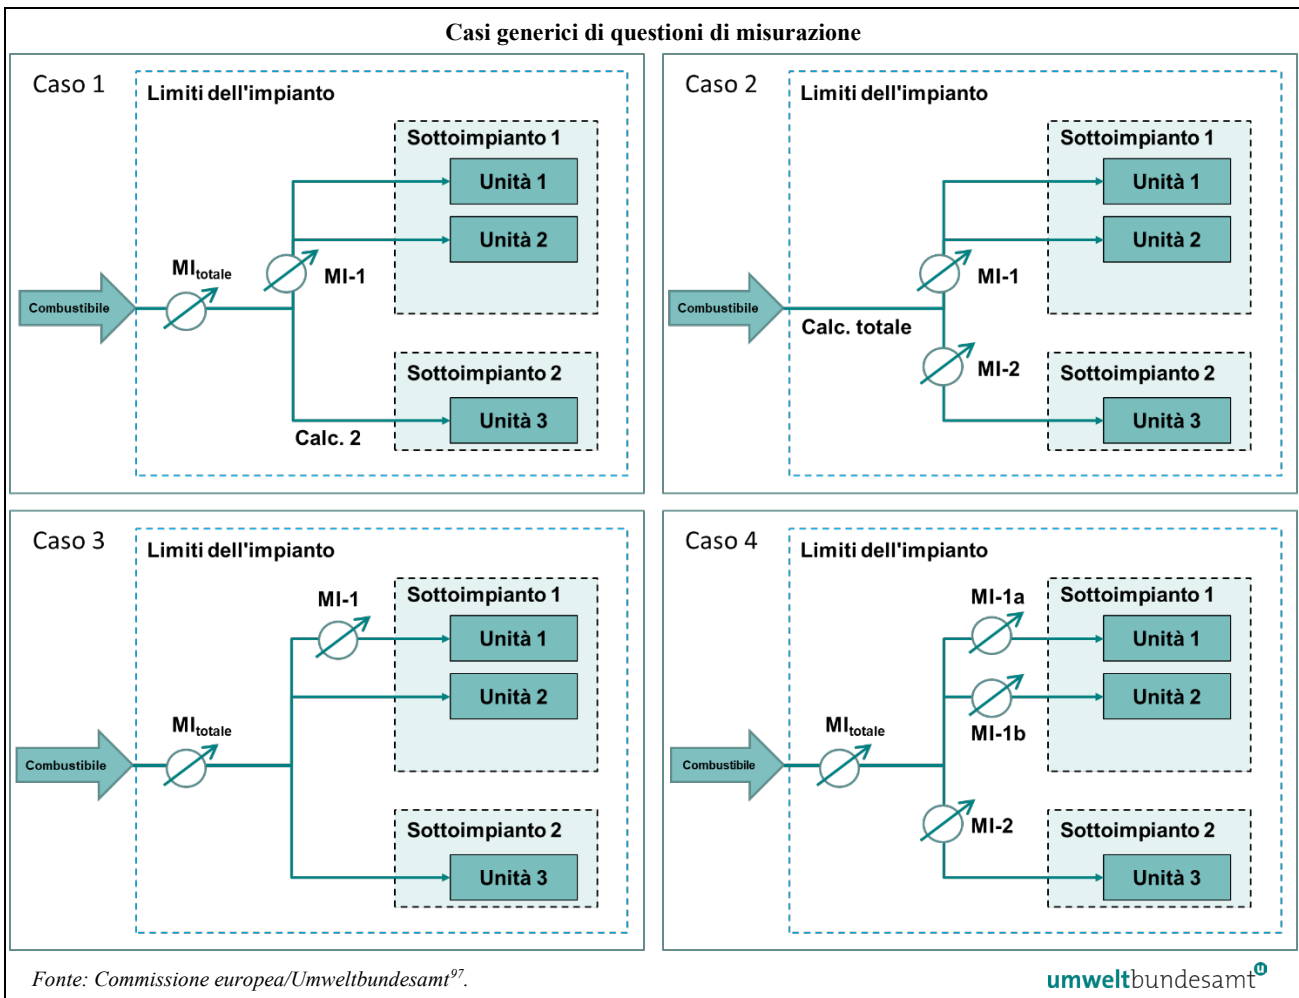 Casi generici di questioni di misurazione
Caso 1
Limiti dell'impianto
Sottoimpianto 1
Unità 1
Unità 2
MI-1
MItotale
Combustibile
Sottoimpianto 2
Unità 3
Calc. 2
Caso 2
Limiti dell'impianto
Sottoimpianto 1
Unità 1
Unità 2
MI-1
Combustibile
Calc. totale
MI-2
Sottoimpianto 2
Unità 3
Caso 3
Limiti dell'impianto
MI-1
Sottoimpianto 1
Unità 1
Unità 2
MItotale
Combustibile
Sottoimpianto 2
Unità 3
Caso 4
Limiti dell'impianto
MI-1a
Sottoimpianto 1
Unità 1
Unità 2
MI-1b
MItotale
Combustibile
MI-2
Sottoimpianto 2
Unità 3
Fonte: Commissione europea/Umweltbundesamt97.
umweltbundesamtu